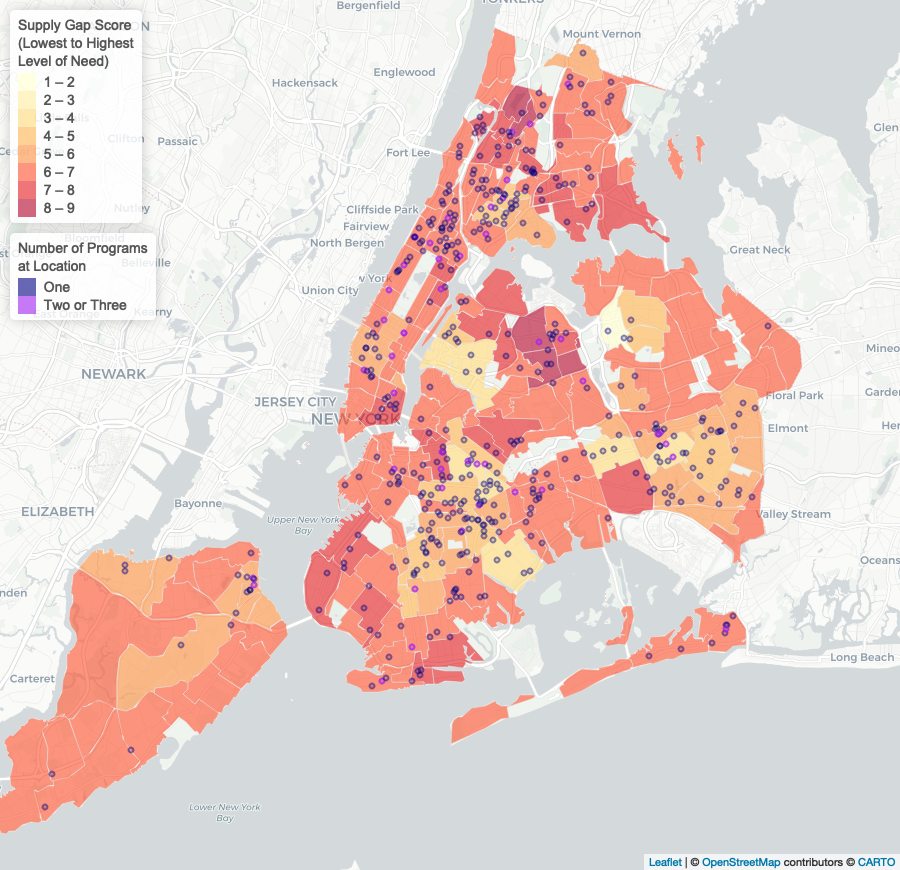 Supply Gap Score
(Lowest to Highest
Level of Need)
1 – 2
2 – 3
3 – 4
4 – 5
5 – 6
6 – 7
7 – 8
8 – 9
Number of Programs
at Location
One
Two or Three
Bergenfield
YONKERS
Mount Vernon
Englewood
Hackensack
Clifton
Passaic
Fort Lee
Glen
Nutley
Cliffside Park
Fairview
North Bergen
Great Neck
Bloomfield
Belleville
Union City
Kearny
Mineo
NEWARK
JERSEY CITY
NEW YORK
Floral Park
Garde
Elmont
Her
ELIZABETH
Bayonne
Upper New York
Bay
Valley Stream
Oceans
nden
Carteret
Long Beach
Lower New York
Bay
Leaflet | © OpenStreetMap contributors © CARTO